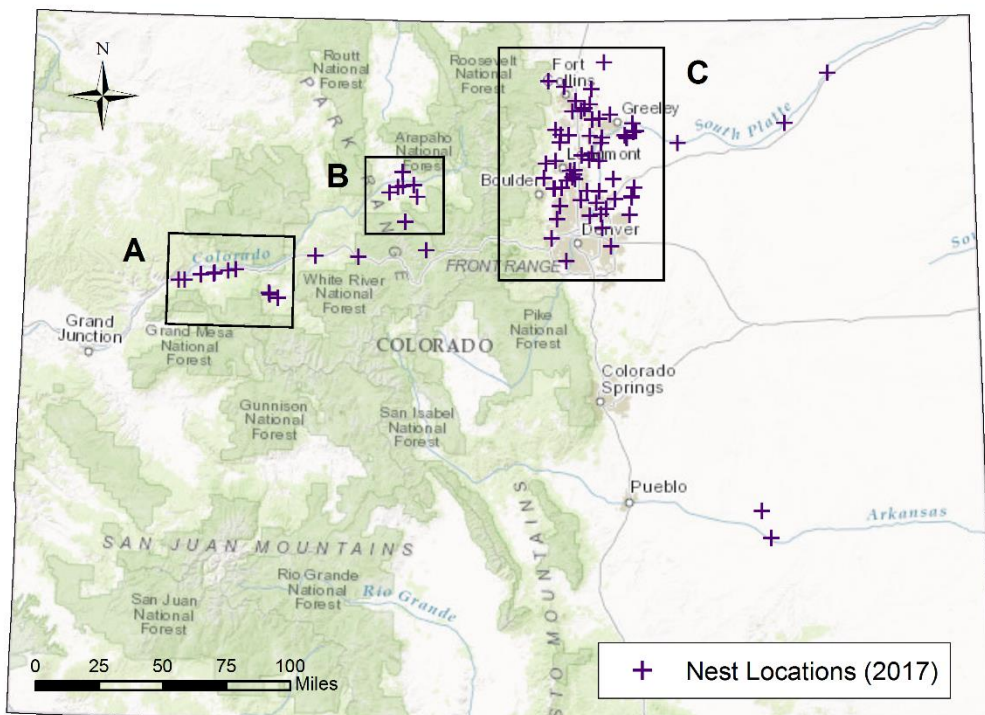 N
Routt
National
Forest
Roosevelt
National
Forest
Fort
Collins
C
Greeley
South Platte
PARK RANGE
Arapaho
National
Forest
B
Longmont
Boulder
Denver
A
Colorado
FRONT RANGE
White River
National
Forest
Grand
Junction
Grand Mesa
National
Forest
COLORADO
Pike
National
Forest
Colorado
Springs
Gunnison
National
Forest
San Isabel
National
Forest
Pueblo
Arkansas
SAN JUAN MOUNTAINS
Rio Grande
National
Forest
Rio Grande
San Juan
National
Forest
STO MOUNTAINS
0 25 50 75 100
Miles
Nest Locations (2017)